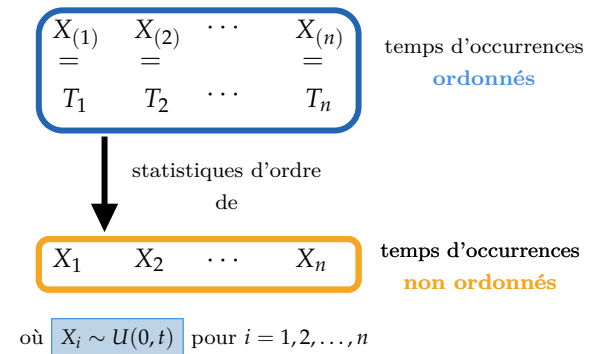 X₍₁₎ X₍₂₎ ··· X₍ₙ₎
= = =
T₁ T₂ ··· Tₙ
temps d'occurrences
ordonnés
statistiques d'ordre
de
X₁ X₂ ··· Xₙ
temps d'occurrences
non ordonnés
où Xᵢ ∼ U(0, t) pour i = 1, 2, . . . , n